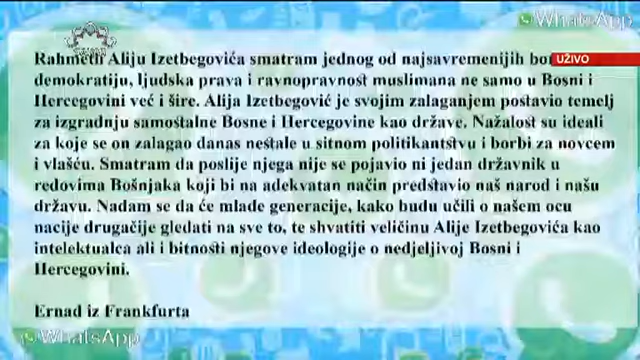 WhatsApp
UŽIVO
Rahmetli Aliju Izetbegovića smatram jednog od najsavremenijih
demokratiju, ljudska prava i ravnopravnost muslimana ne samo u Bosni i
Hercegovini već i šire. Alija Izetbegović je svojim zalaganjem postavio temelj
za izgradnju samostalne Bosne i Hercegovine kao države. Nažalost su ideali
za koje se on zalagao danas nestale u sitnom politikantstvu i borbi za novcem
i vlašću. Smatram da poslije njega nije se pojavio ni jedan državnik u
redovima Bošnjaka koji bi na adekvatan način predstavio naš narod i našu
državu. Nadam se da će mlade generacije, kako budu učili o našem ocu
nacije drugačije gledati na sve to, te shvatiti veličinu Alije Izetbegovića kao
intelektualca ali i bitnosti njegove ideologije o nedjeljivoj Bosni i
Hercegovini.
Ernad iz Frankfurta
WhatsApp